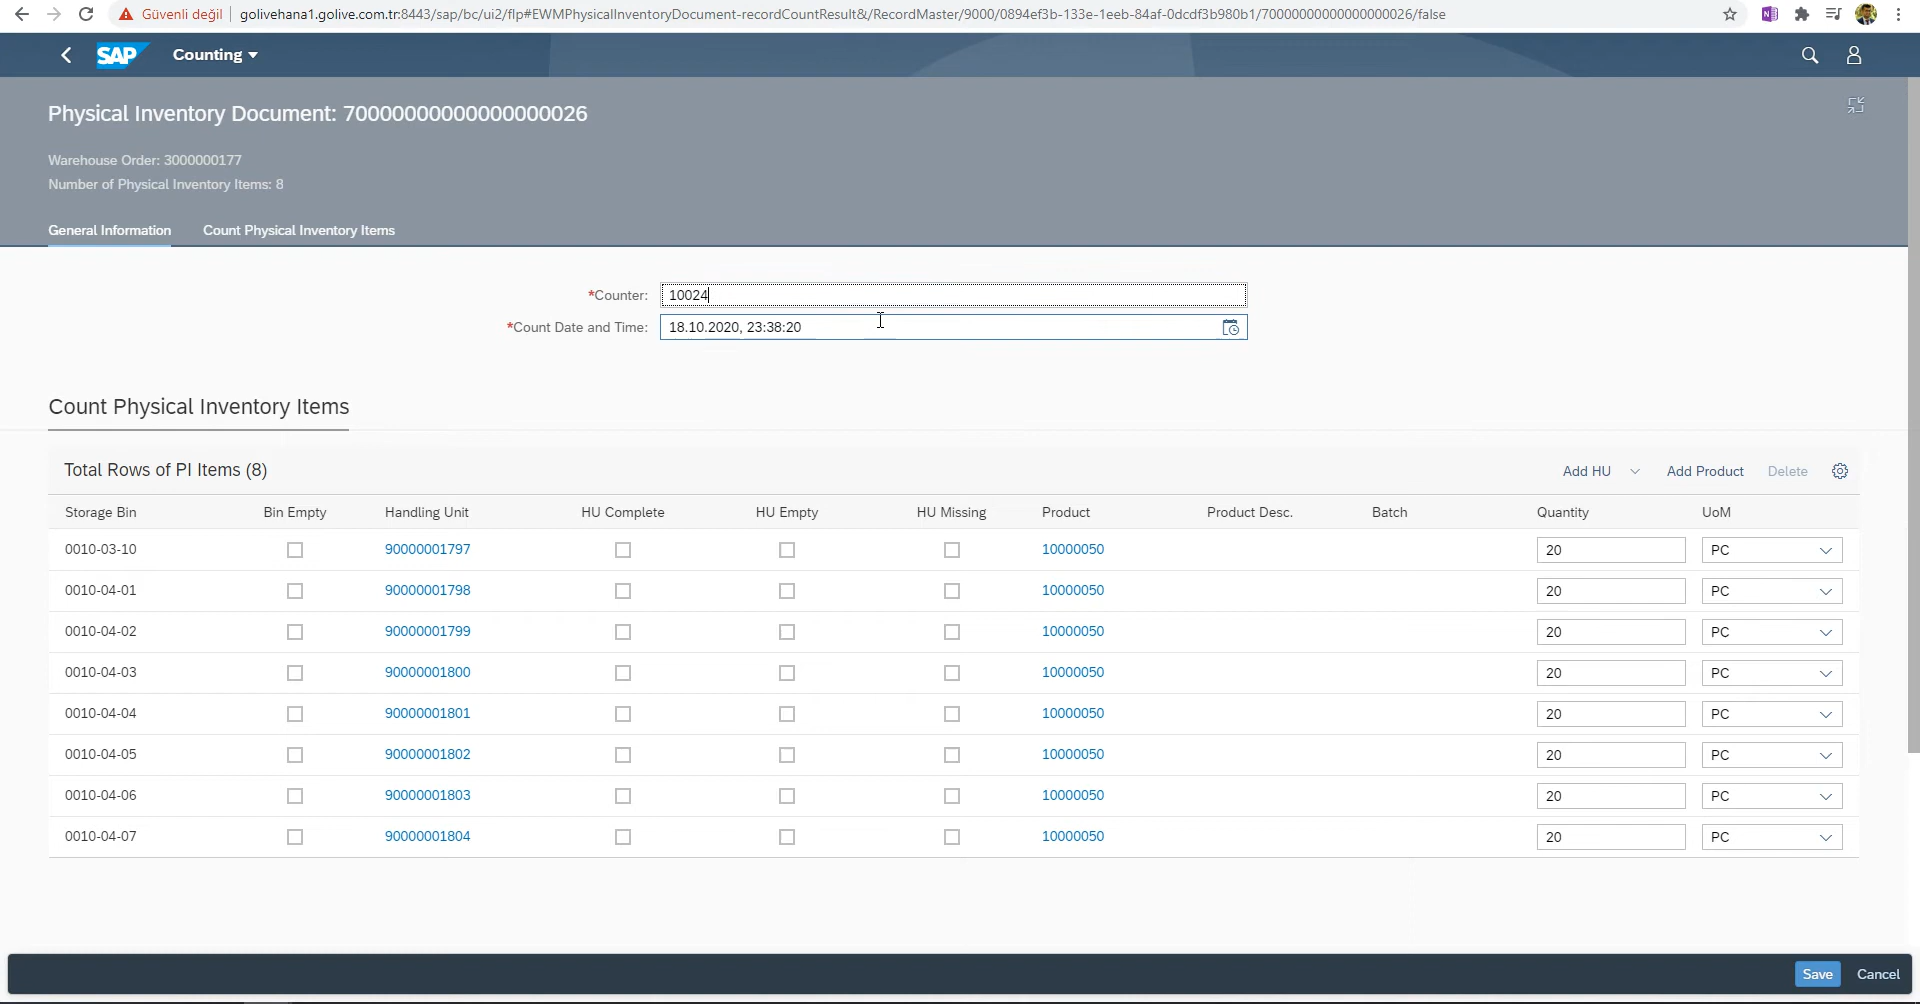 Güvenli değil
golivehana1.golive.com.tr:8443/sap/bc/ui2/flp#EWMPhysicalInventoryDocument-recordCountResult&/RecordMaster/9000/0894ef3b-133e-1eeb-84af-0dcdf3b980b1/70000000000000000026/false
SAP Counting
Physical Inventory Document: 70000000000000000026
Warehouse Order: 3000000177
Number of Physical Inventory Items: 8
General Information Count Physical Inventory Items
*Counter: 10024
*Count Date and Time: 18.10.2020, 23:38:20
Count Physical Inventory Items
Total Rows of PI Items (8) Add HU Add Product Delete
Storage Bin Bin Empty Handling Unit HU Complete HU Empty HU Missing Product Product Desc. Batch Quantity UoM
0010-03-10 90000001797 10000050 20 PC
0010-04-01 90000001798 10000050 20 PC
0010-04-02 90000001799 10000050 20 PC
0010-04-03 90000001800 10000050 20 PC
0010-04-04 90000001801 10000050 20 PC
0010-04-05 90000001802 10000050 20 PC
0010-04-06 90000001803 10000050 20 PC
0010-04-07 90000001804 10000050 20 PC
Save Cancel